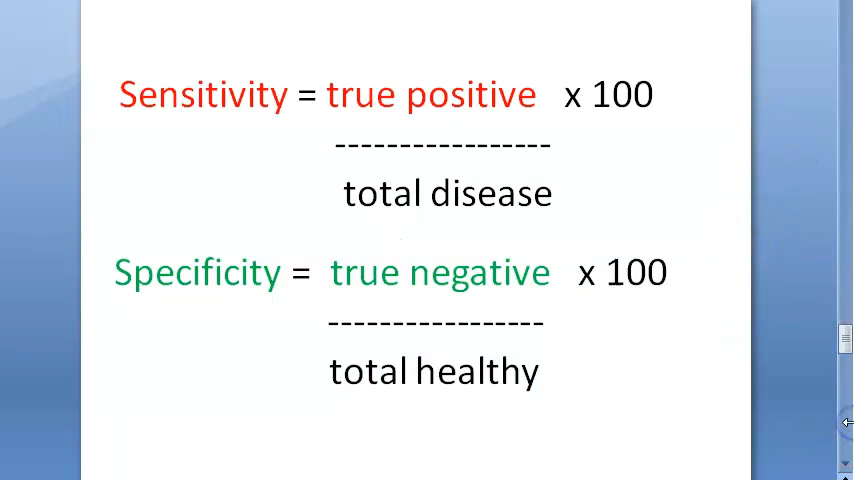 Sensitivity = true positive x 100
-----------------
total disease
Specificity = true negative x 100
-----------------
total healthy